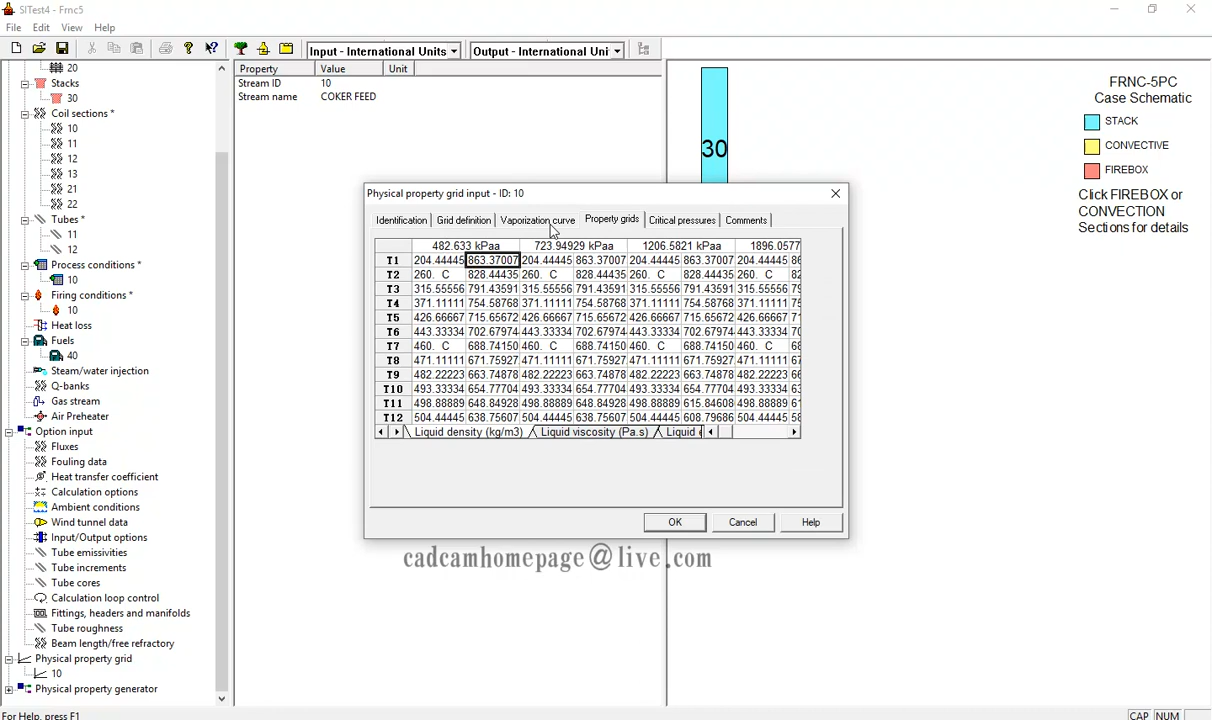 SITest4 - Frnc5
File Edit View Help
Input - International Units
Output - International Uni
20
Stacks
30
Coil sections *
10
11
12
13
21
22
Tubes *
11
12
Process conditions *
10
Firing conditions *
10
Heat loss
Fuels
40
Steam/water injection
Q-banks
Gas stream
Air Preheater
Option input
Fluxes
Fouling data
Heat transfer coefficient
Calculation options
Ambient conditions
Wind tunnel data
Input/Output options
Tube emissivities
Tube increments
Tube cores
Calculation loop control
Fittings, headers and manifolds
Tube roughness
Beam length/free refractory
Physical property grid
10
Physical property generator
Property Value Unit
Stream ID 10
Stream name COKER FEED
30
FRNC-5PC
Case Schematic
STACK
CONVECTIVE
FIREBOX
Click FIREBOX or
CONVECTION
Sections for details
Physical property grid input - ID: 10
Identification Grid definition Vaporization curve Property grids Critical pressures Comments
482.633 kPaa 723.94929 kPaa 1206.5821 kPaa 1896.0577
T1 204.44445 863.37007 204.44445 863.37007 204.44445 863.37007 204.44445 86
T2 260. C 828.44435 260. C 828.44435 260. C 828.44435 260. C 82
T3 315.55556 791.43591 315.55556 791.43591 315.55556 791.43591 315.55556 79
T4 371.11111 754.58768 371.11111 754.58768 371.11111 754.58768 371.11111 75
T5 426.66667 715.65672 426.66667 715.65672 426.66667 715.65672 426.66667 71
T6 443.33334 702.67974 443.33334 702.67974 443.33334 702.67974 443.33334 70
T7 460. C 688.74150 460. C 688.74150 460. C 688.74150 460. C 68
T8 471.11111 671.75927 471.11111 671.75927 471.11111 671.75927 471.11111 67
T9 482.22223 663.74898 482.22223 663.74898 482.22223 663.74898 482.22223 66
T10 493.33334 654.77704 493.33334 654.77704 493.33334 654.77704 493.33334 63
T11 498.88889 648.84928 498.88889 648.84928 498.88889 615.84608 498.88889 61
T12 504.44445 638.75607 504.44445 638.75607 504.44445 608.79686 504.44445 58
Liquid density (kg/m3) Liquid viscosity (Pa.s) Liquid
OK Cancel Help
cadcamhomepage@live.com
For Help, press F1
CAP NUM